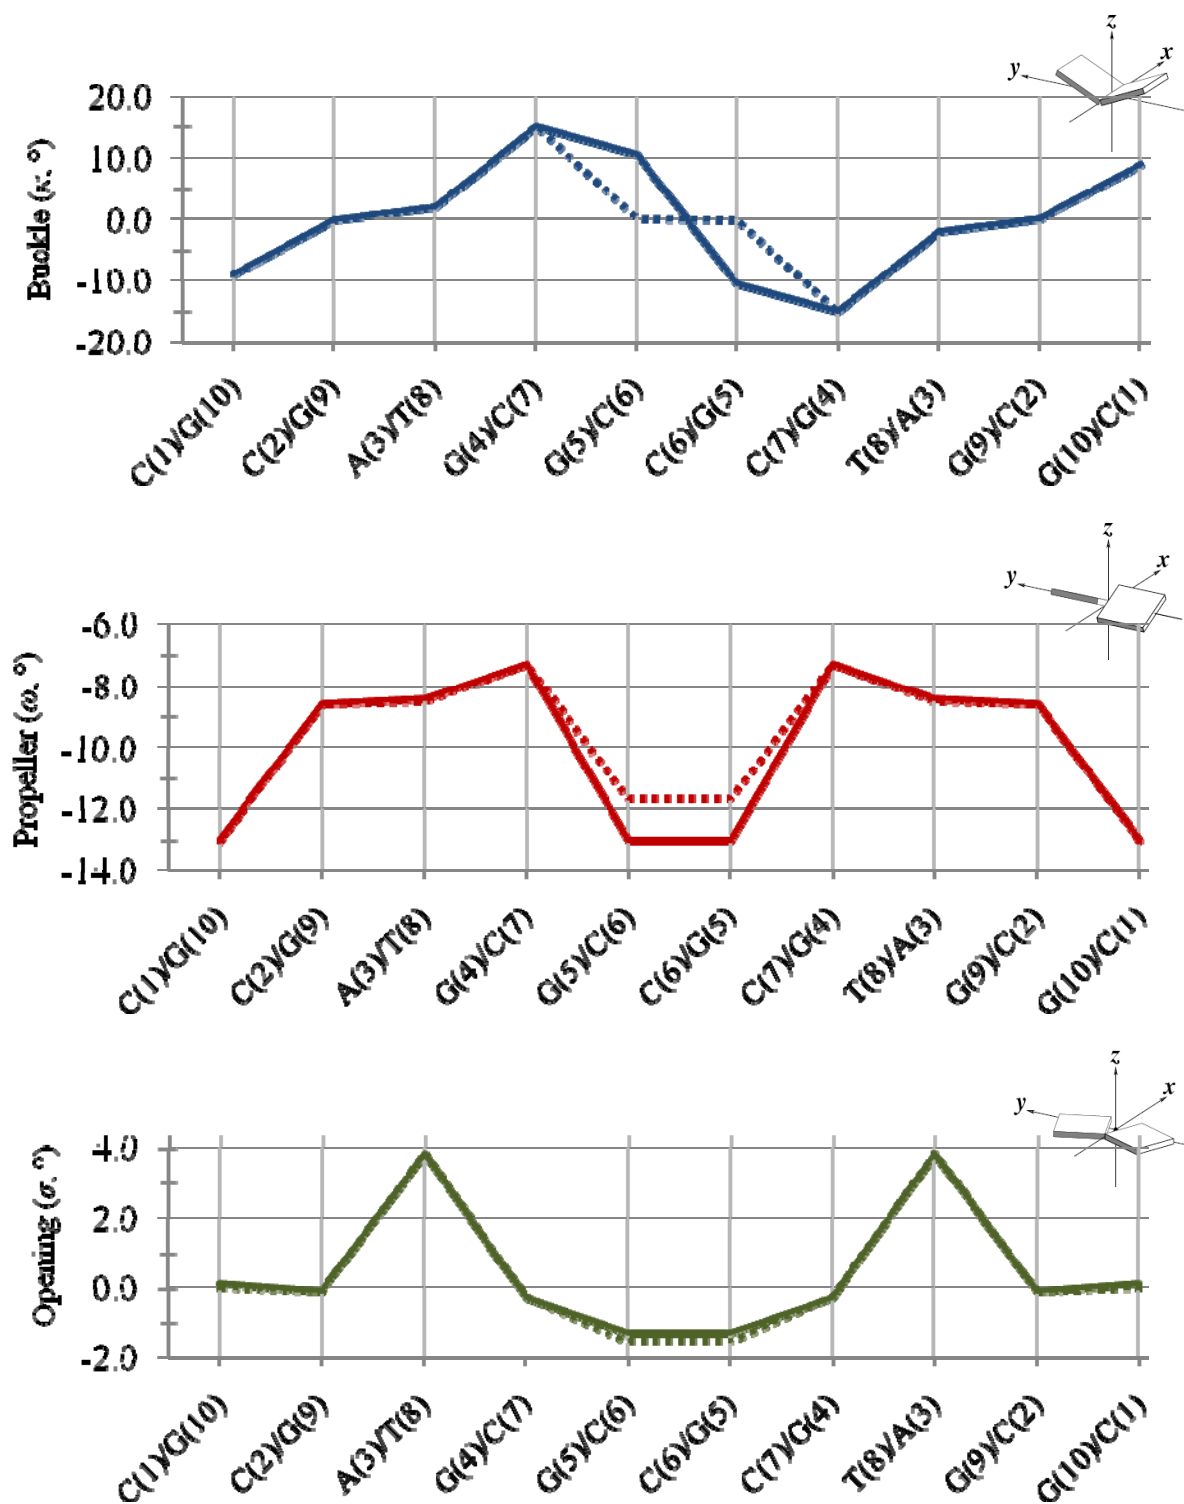 z
x
y
20.0
10.0
0.0
-10.0
-20.0
Buckle (κ, °)
C(1)/G(10)
C(2)/G(9)
A(3)/T(8)
G(4)/C(7)
G(5)/C(6)
C(6)/G(5)
C(7)/G(4)
T(8)/A(3)
G(9)/C(2)
G(10)/C(1)
z
x
y
-6.0
-8.0
-10.0
-12.0
-14.0
Propeller (ω, °)
C(1)/G(10)
C(2)/G(9)
A(3)/T(8)
G(4)/C(7)
G(5)/C(6)
C(6)/G(5)
C(7)/G(4)
T(8)/A(3)
G(9)/C(2)
G(10)/C(1)
z
x
y
4.0
2.0
0.0
-2.0
Opening (σ, °)
C(1)/G(10)
C(2)/G(9)
A(3)/T(8)
G(4)/C(7)
G(5)/C(6)
C(6)/G(5)
C(7)/G(4)
T(8)/A(3)
G(9)/C(2)
G(10)/C(1)